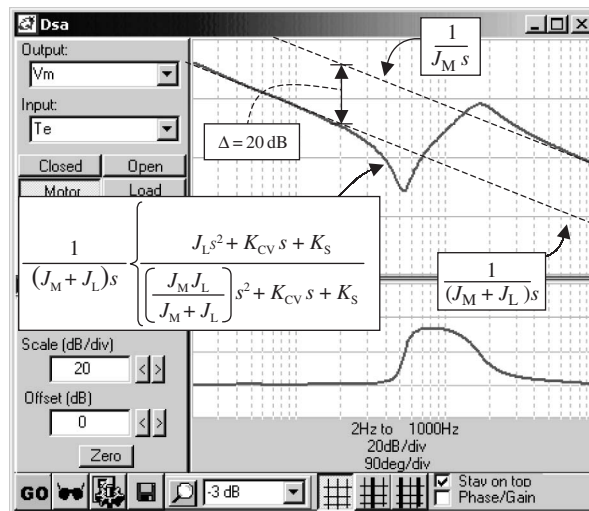 Dsa
Output:
Vm
Input:
Te
Closed Open
Motor Load
1 / (J_M s)
Δ = 20 dB
1 / ((J_M + J_L)s) { (J_L s² + K_CV s + K_S) / ((J_M J_L / (J_M + J_L)) s² + K_CV s + K_S)
1 / ((J_M + J_L)s)
Scale (dB/div)
20 < >
Offset (dB)
0 < >
Zero
2Hz to 1000Hz
20dB/div
90deg/div
GO
-3 dB
Stay on top
Phase/Gain